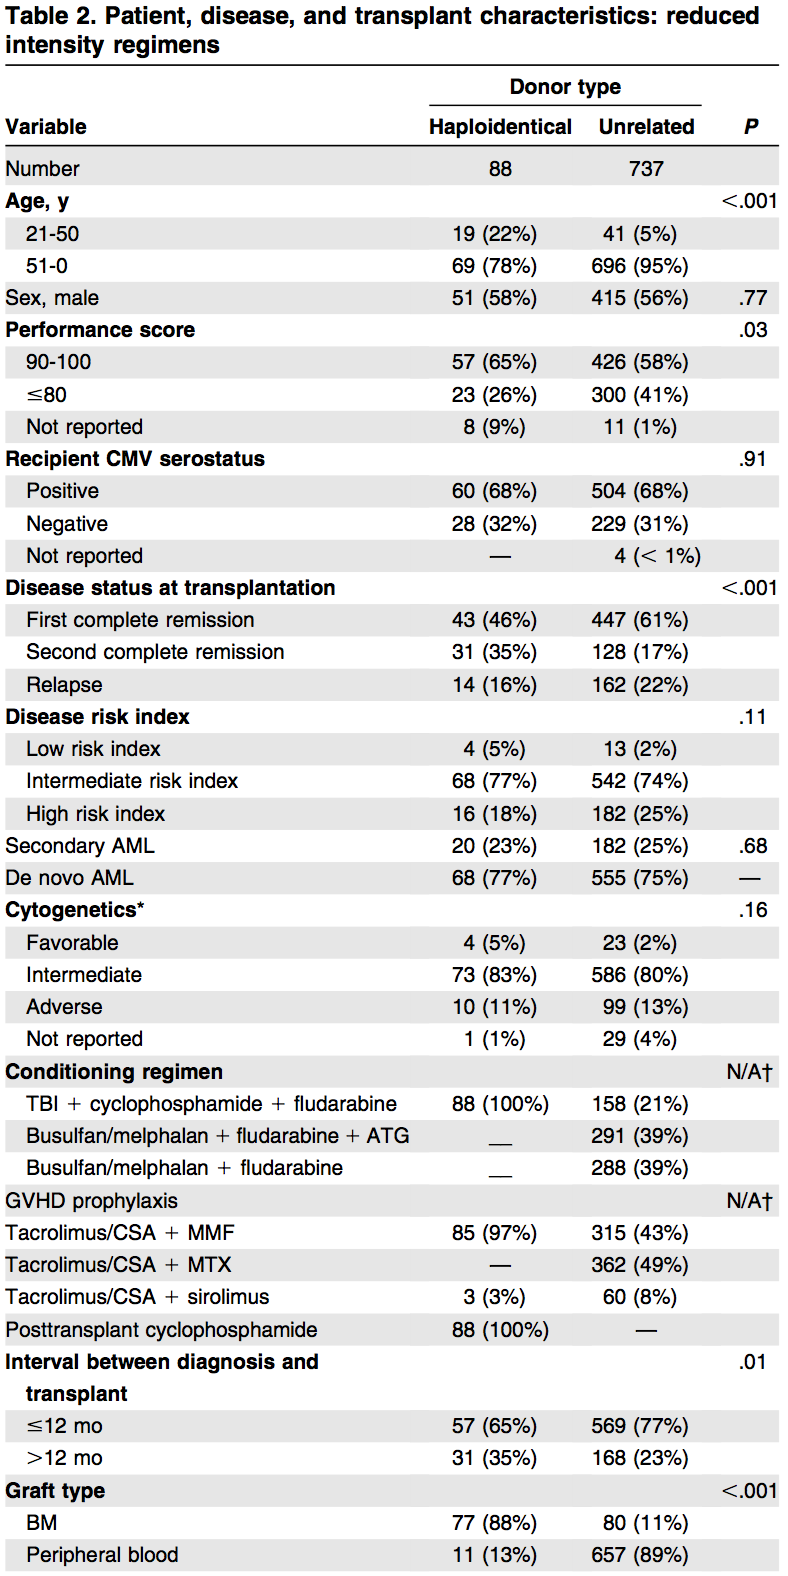 Table 2. Patient, disease, and transplant characteristics: reduced
intensity regimens
Donor type
Variable Haploidentical Unrelated P
Number 88 737
Age, y <.001
21-50 19 (22%) 41 (5%)
51-0 69 (78%) 696 (95%)
Sex, male 51 (58%) 415 (56%) .77
Performance score .03
90-100 57 (65%) 426 (58%)
≤80 23 (26%) 300 (41%)
Not reported 8 (9%) 11 (1%)
Recipient CMV serostatus .91
Positive 60 (68%) 504 (68%)
Negative 28 (32%) 229 (31%)
Not reported — 4 (< 1%)
Disease status at transplantation <.001
First complete remission 43 (46%) 447 (61%)
Second complete remission 31 (35%) 128 (17%)
Relapse 14 (16%) 162 (22%)
Disease risk index .11
Low risk index 4 (5%) 13 (2%)
Intermediate risk index 68 (77%) 542 (74%)
High risk index 16 (18%) 182 (25%)
Secondary AML 20 (23%) 182 (25%) .68
De novo AML 68 (77%) 555 (75%) —
Cytogenetics* .16
Favorable 4 (5%) 23 (2%)
Intermediate 73 (83%) 586 (80%)
Adverse 10 (11%) 99 (13%)
Not reported 1 (1%) 29 (4%)
Conditioning regimen N/A†
TBI + cyclophosphamide + fludarabine 88 (100%) 158 (21%)
Busulfan/melphalan + fludarabine + ATG __ 291 (39%)
Busulfan/melphalan + fludarabine __ 288 (39%)
GVHD prophylaxis N/A†
Tacrolimus/CSA + MMF 85 (97%) 315 (43%)
Tacrolimus/CSA + MTX — 362 (49%)
Tacrolimus/CSA + sirolimus 3 (3%) 60 (8%)
Posttransplant cyclophosphamide 88 (100%) —
Interval between diagnosis and .01
transplant
≤12 mo 57 (65%) 569 (77%)
>12 mo 31 (35%) 168 (23%)
Graft type <.001
BM 77 (88%) 80 (11%)
Peripheral blood 11 (13%) 657 (89%)